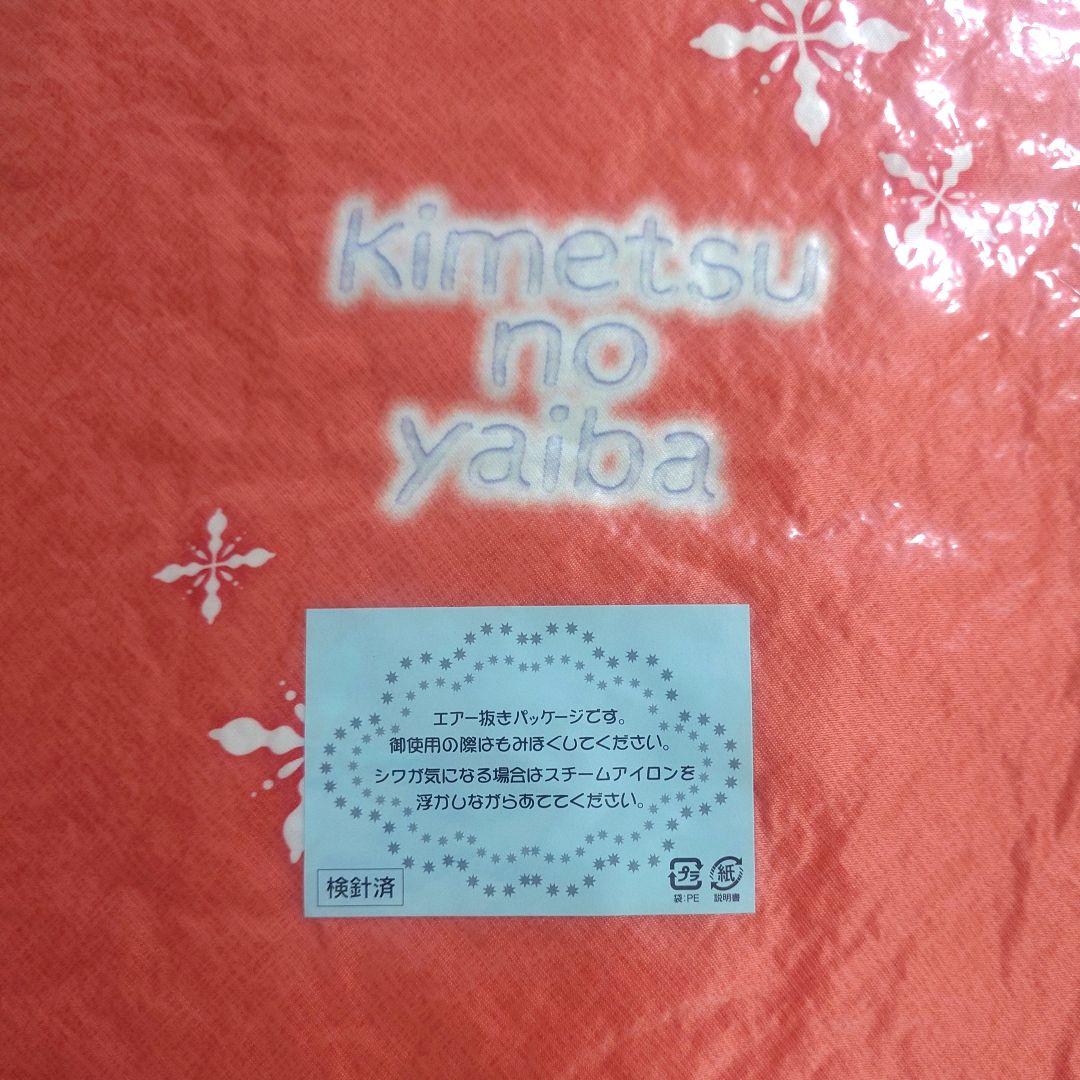 kimetsu
no
yaiba
エアー抜きパッケージです。
御使用の際はもみほぐしてください。
シワが気になる場合はスチームアイロンを
浮かしながらあててください。
検針済
プラ
袋:PE
紙
説明書